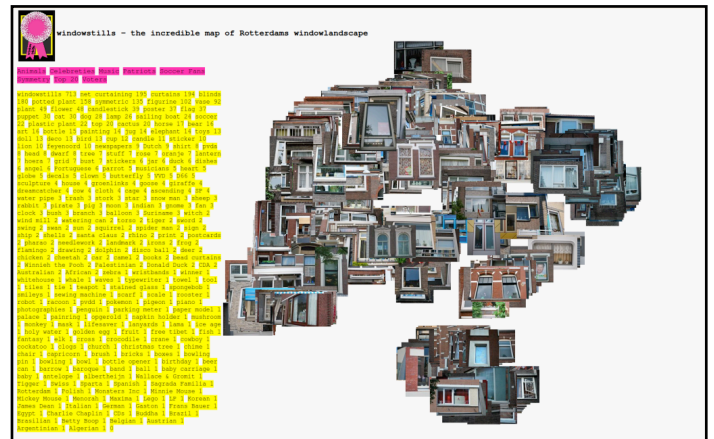 windowstills - the incredible map of Rotterdams windowlandscape
Animals Celebreties Music Patriots Soccer Fans
Symmetry Top 20 Voters
windowstills 713 net curtaining 195 curtains 194 blinds
180 potted plant 158 symmetric 135 figurine 102 vase 92
plant 49 flower 48 candlestick 39 poster 37 flag 37
puppet 30 cat 30 dog 28 lamp 26 sailing boat 24 soccer
22 plastic plant 22 top 20 cactus 20 horse 17 bear 16
art 16 bottle 15 painting 14 jug 14 elephant 14 toys 13
doll 13 deco 13 bird 13 cup 12 candle 11 sticker 10
lion 10 feyenoord 10 newspapers 9 Dutch 9 shirt 8 pvda
8 head 8 dwarf 8 tree 7 stuff 7 rose 7 oranje 7 lantern
7 hoera 7 grid 7 bust 7 stickers 6 jar 6 duck 6 dishes
6 angel 6 Portuguese 6 parrot 5 musicians 5 heart 5
globe 5 decals 5 clown 5 butterfly 5 VVD 5 D66 5
sculpture 4 house 4 groenlinks 4 goose 4 giraffe 4
dreamcatcher 4 cow 4 cloth 4 cage 4 ascending 4 SP 4
water pipe 3 trash 3 stork 3 star 3 snow man 3 sheep 3
rabbit 3 pirate 3 pig 3 moon 3 indian 3 gnome 3 fan 3
clock 3 bush 3 branch 3 balloon 3 Suriname 3 witch 2
wind mill 2 watering can 2 torso 2 tiger 2 sword 2
swing 2 swan 2 sun 2 squirrel 2 spider man 2 sign 2
ship 2 shells 2 santa claus 2 rhino 2 print 2 postcards
2 pharao 2 needlework 2 landmark 2 irons 2 frog 2
flamingo 2 drawing 2 dolphin 2 disco ball 2 deer 2
chicken 2 cheetah 2 car 2 camel 2 books 2 bead curtains
2 Winnieh the Pooh 2 Palestinian 2 Donald Duck 2 CDA 2
Australian 2 African 2 zebra 1 wristbands 1 winner 1
whitehouse 1 whale 1 waves 1 typewriter 1 towel 1 tool
1 tiles 1 tie 1 teapot 1 stained glass 1 spongebob 1
smileys 1 sewing machine 1 scarf 1 scale 1 rooster 1
robot 1 racoon 1 pvdd 1 pokemon 1 pigeon 1 piano 1
photographies 1 penguin 1 parking meter 1 paper model 1
palace 1 painring 1 opgerold 1 napkin holder 1 mushroom
1 monkey 1 mask 1 lifesaver 1 lanyards 1 lama 1 ice age
1 holy water 1 golden egg 1 fruit 1 free tibet 1 fish 1
fantasy 1 elk 1 cross 1 crocodile 1 crane 1 cowboy 1
cockatoo 1 clogs 1 church 1 christmas tree 1 chime 1
chair 1 capricorn 1 brush 1 bricks 1 boxes 1 bowling
pin 1 bowling 1 bowl 1 bottle opener 1 birthday 1 beer
can 1 barrow 1 baroque 1 band 1 ball 1 baby carriage 1
baby 1 antelope 1 albertheijn 1 Wallace & Gromit 1
Tigger 1 Swiss 1 Sparta 1 Spanish 1 Sagrada Familia 1
Rotterdam 1 Polish 1 Monsters Inc 1 Minnie Mouse 1
Mickey Mouse 1 Menorah 1 Maxima 1 Lego 1 LP 1 Korean 1
James Dean 1 Italian 1 German 1 Gaston 1 Frans Bauer 1
Egypt 1 Charlie Chaplin 1 CDs 1 Buddha 1 Brazil 1
Brasilian 1 Betty Boop 1 Belgian 1 Austrian 1
Argentinian 1 Algerian 1 0